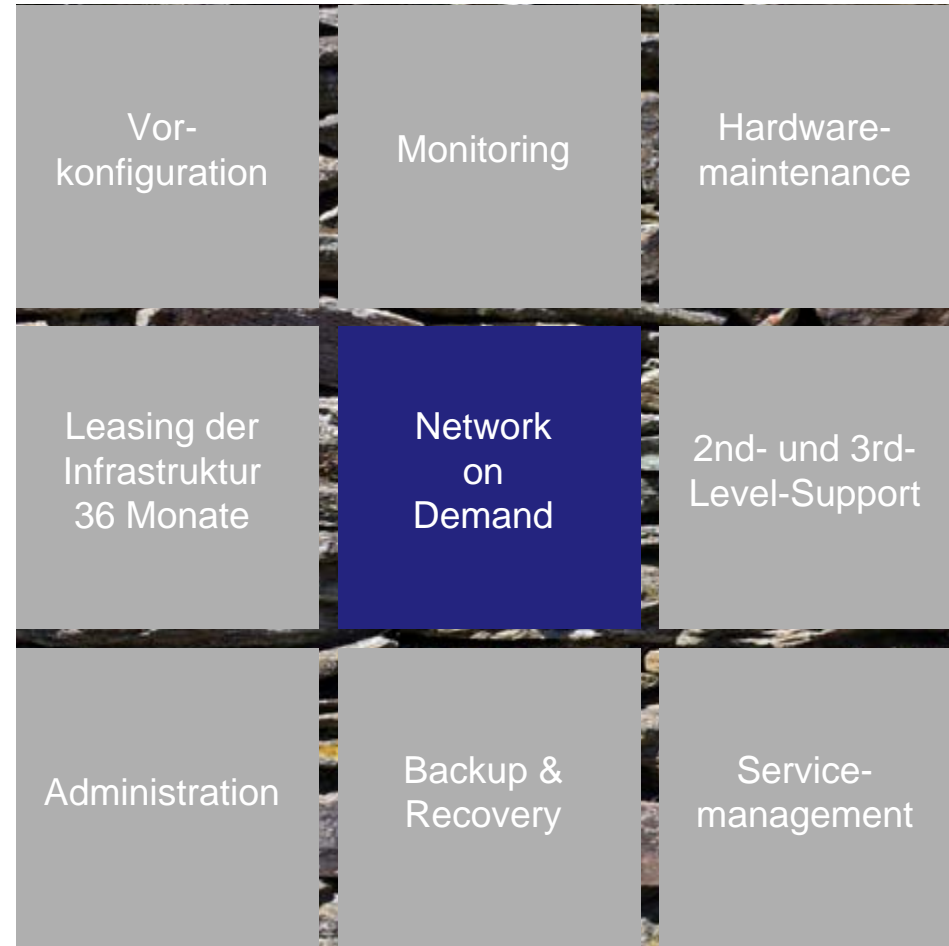 Vor-
konfiguration
Monitoring
Hardware-
maintenance
Leasing der
Infrastruktur
36 Monate
Network
on
Demand
2nd- und 3rd-
Level-Support
Administration
Backup &
Recovery
Service-
management